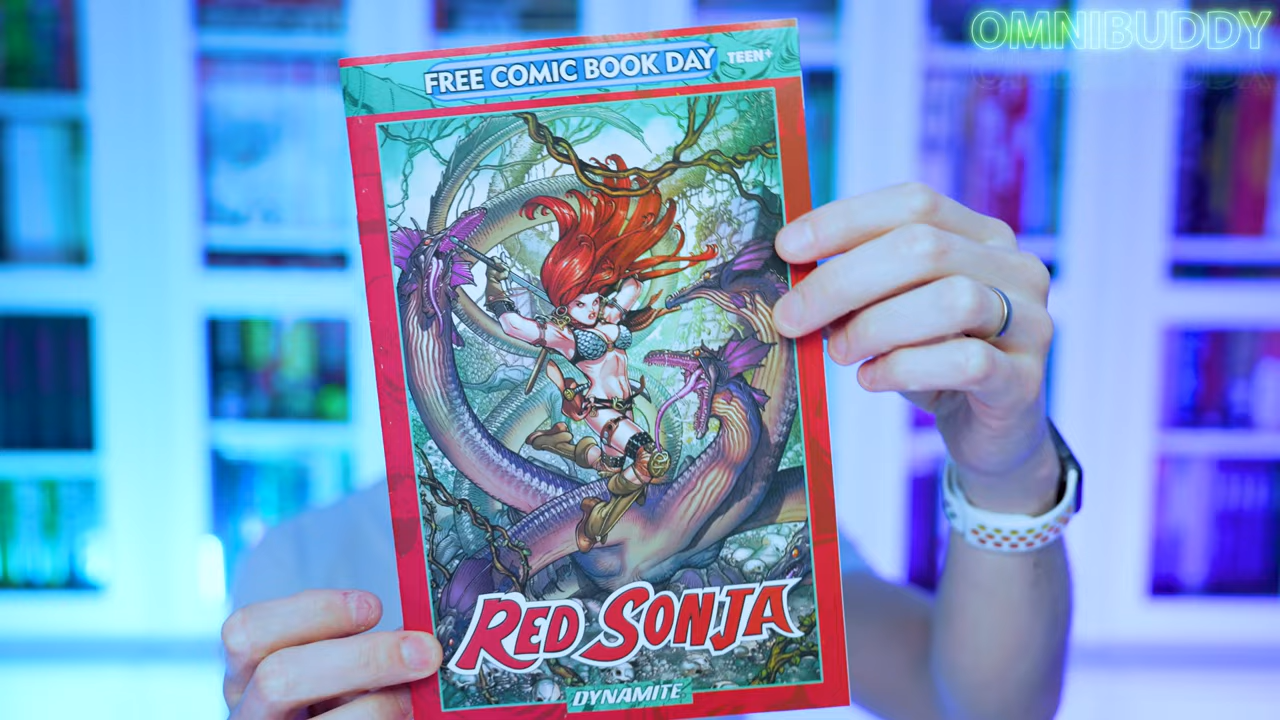 OMNIBUDDY
FREE COMIC BOOK DAY TEEN+
RED SONJA
DYNAMITE